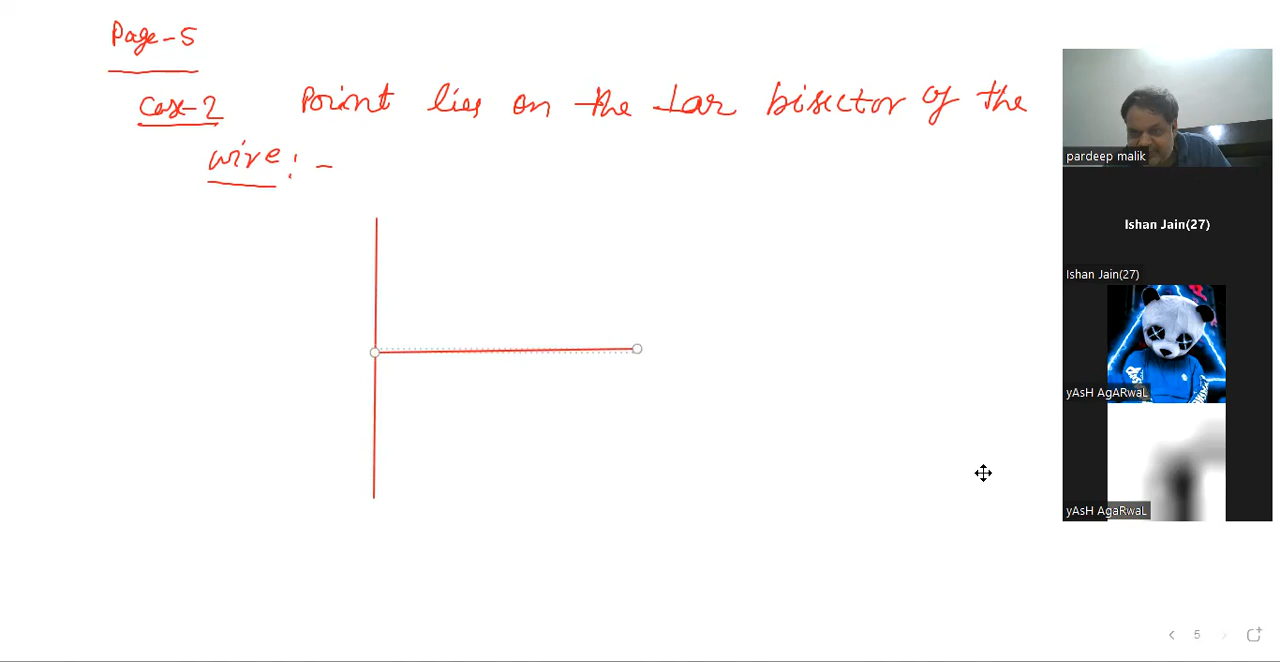 Page-5
Case-2 Point lies on the ⊥ar bisector of the
wire:-
pardeep malik
Ishan Jain(27)
Ishan Jain(27)
yAsH AgARwaL
yAsH AgaRwaL
5